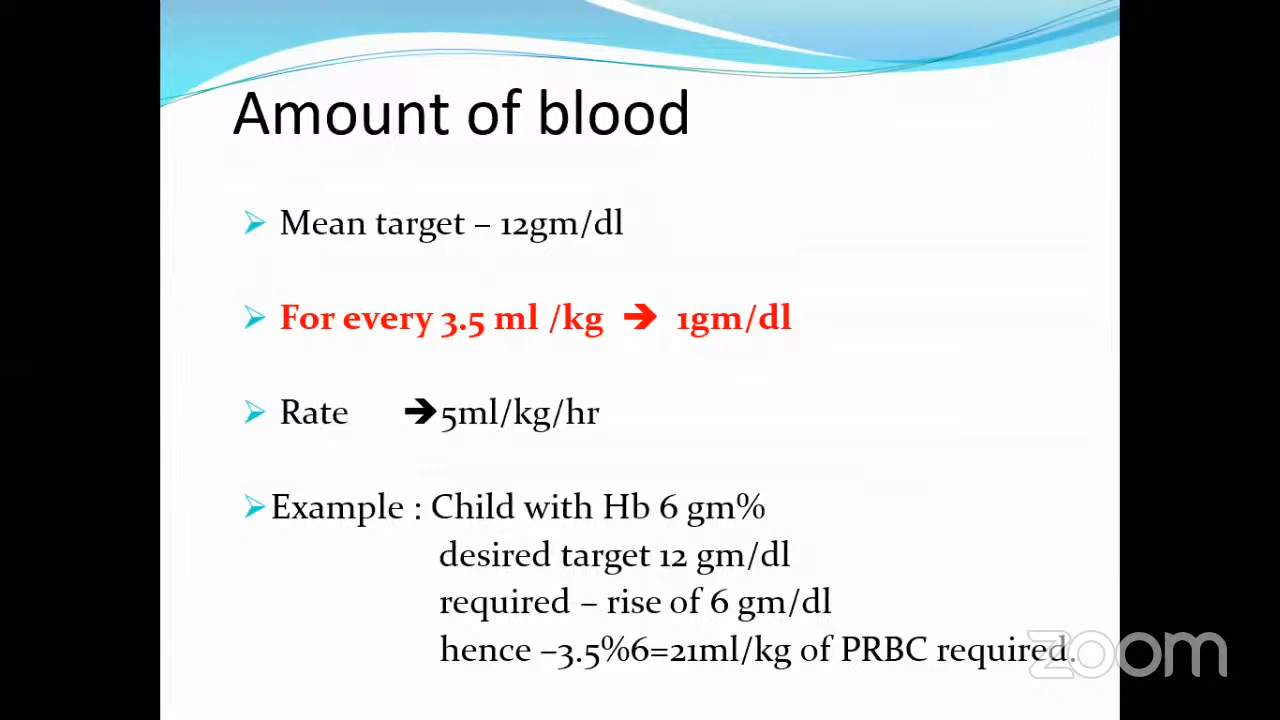 Amount of blood
Mean target – 12gm/dl
For every 3.5 ml /kg ➔ 1gm/dl
Rate ➔5ml/kg/hr
Example : Child with Hb 6 gm%
desired target 12 gm/dl
required – rise of 6 gm/dl
hence –3.5%6=21ml/kg of PRBC required.
zoom